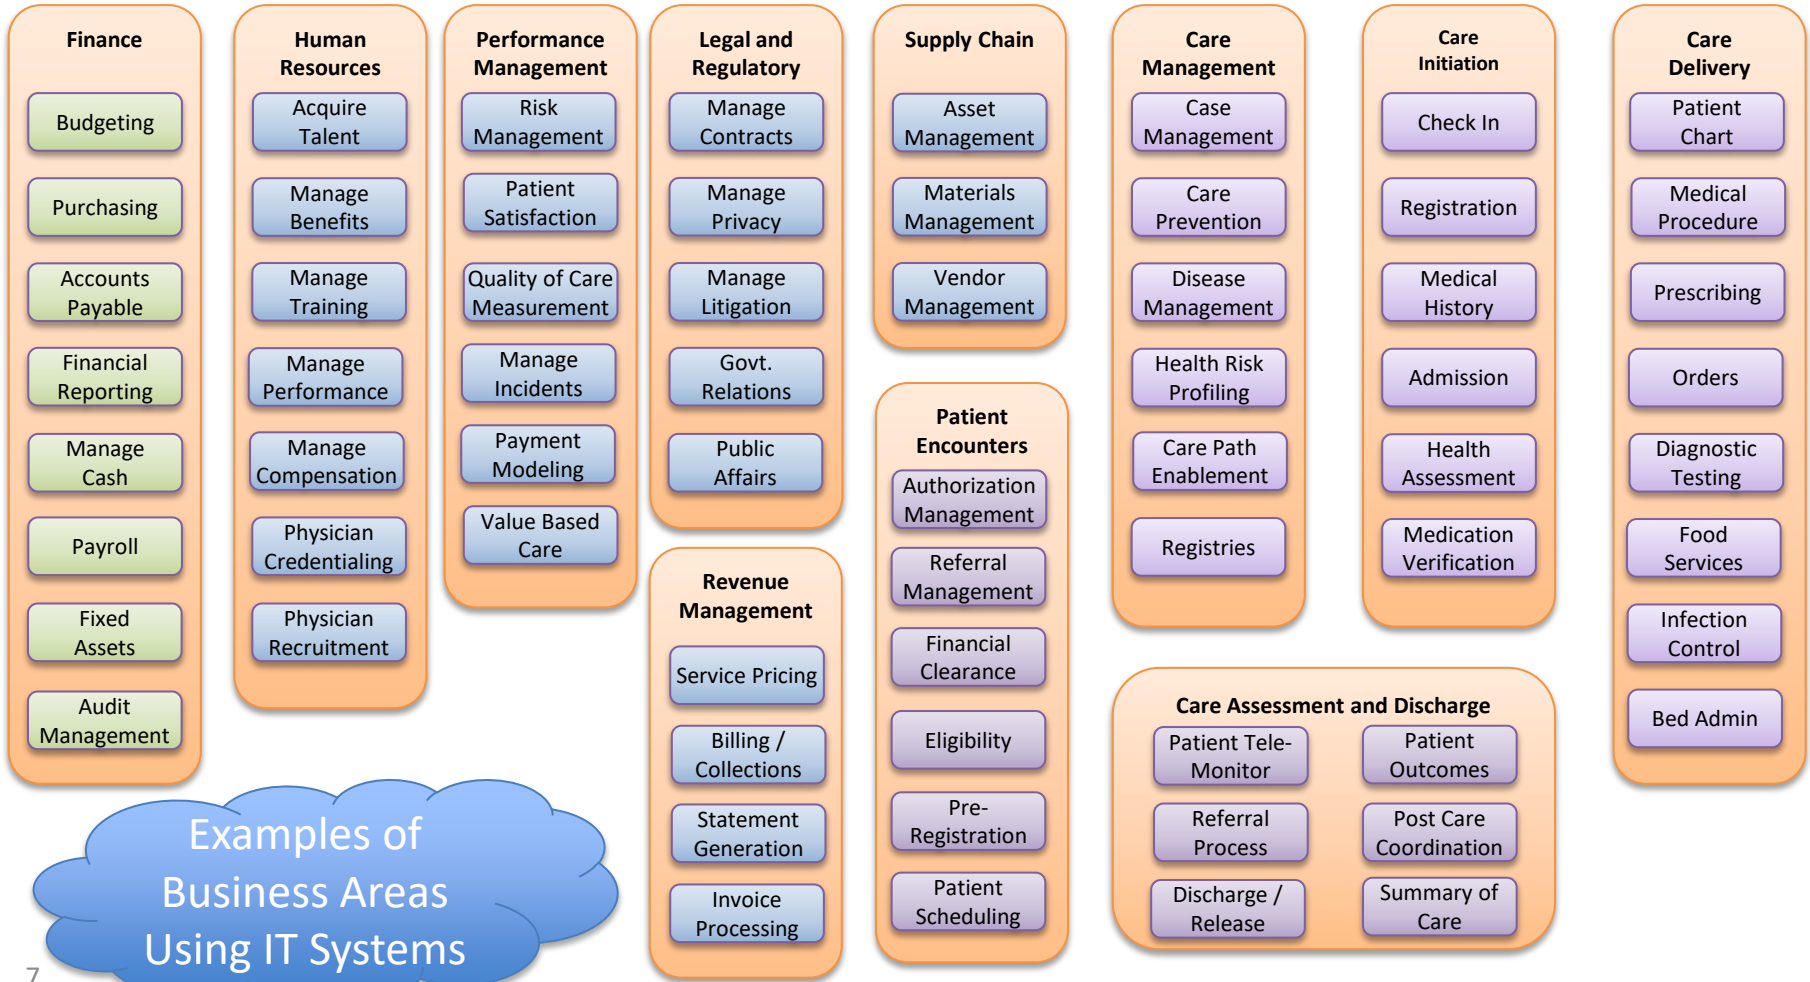 Finance
Budgeting
Purchasing
Accounts
Payable
Financial
Reporting
Manage
Cash
Payroll
Fixed
Assets
Audit
Management
Human
Resources
Acquire
Talent
Manage
Benefits
Manage
Training
Manage
Performance
Manage
Compensation
Physician
Credentialing
Physician
Recruitment
Performance
Management
Risk
Management
Patient
Satisfaction
Quality of Care
Measurement
Manage
Incidents
Payment
Modeling
Value Based
Care
Legal and
Regulatory
Manage
Contracts
Manage
Privacy
Manage
Litigation
Govt.
Relations
Public
Affairs
Revenue
Management
Service Pricing
Billing /
Collections
Statement
Generation
Invoice
Processing
Supply Chain
Asset
Management
Materials
Management
Vendor
Management
Patient
Encounters
Authorization
Management
Referral
Management
Financial
Clearance
Eligibility
Pre-
Registration
Patient
Scheduling
Care
Management
Case
Management
Care
Prevention
Disease
Management
Health Risk
Profiling
Care Path
Enablement
Registries
Care
Initiation
Check In
Registration
Medical
History
Admission
Health
Assessment
Medication
Verification
Care Assessment and Discharge
Patient Tele-
Monitor
Referral
Process
Discharge /
Release
Patient
Outcomes
Post Care
Coordination
Summary of
Care
Care
Delivery
Patient
Chart
Medical
Procedure
Prescribing
Orders
Diagnostic
Testing
Food
Services
Infection
Control
Bed Admin
Examples of
Business Areas
Using IT Systems
7